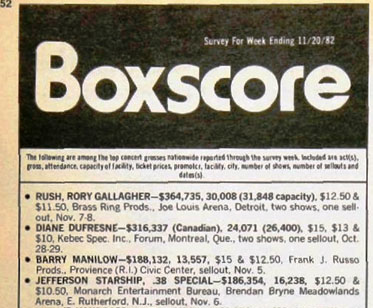 52
Survey For Week Ending 11/20/82
Boxscore
The following are among the top concert grosses nationwide reported through the survey week. Included are act(s),
gross, attendance, capacity of facility, ticket prices, promoter, facility, city, number of shows, number of sellouts and
dates(s).
• RUSH, RORY GALLAGHER—$364,735, 30,008 (31,848 capacity), $12.50 &
$11.50, Brass Ring Prods., Joe Louis Arena, Detroit, two shows, one sell-
out, Nov. 7-8.
• DIANE DUFRESNE—$316,337 (Canadian), 24,071 (26,400), $15, $13 &
$10, Kebec Spec. Inc., Forum, Montreal, Que., two shows, one sellout, Oct.
28-29.
• BARRY MANILOW—$188,132, 13,557, $15 & $12.50, Frank J. Russo
Prods., Provience (R.I.) Civic Center, sellout, Nov. 5.
• JEFFERSON STARSHIP, .38 SPECIAL—$186,354, 16,238, $12.50 &
$10.50, Monarch Entertainment Bureau, Brendan Bryne Meadowlands
Arena, E. Rutherford, N.J., sellout, Nov. 6.